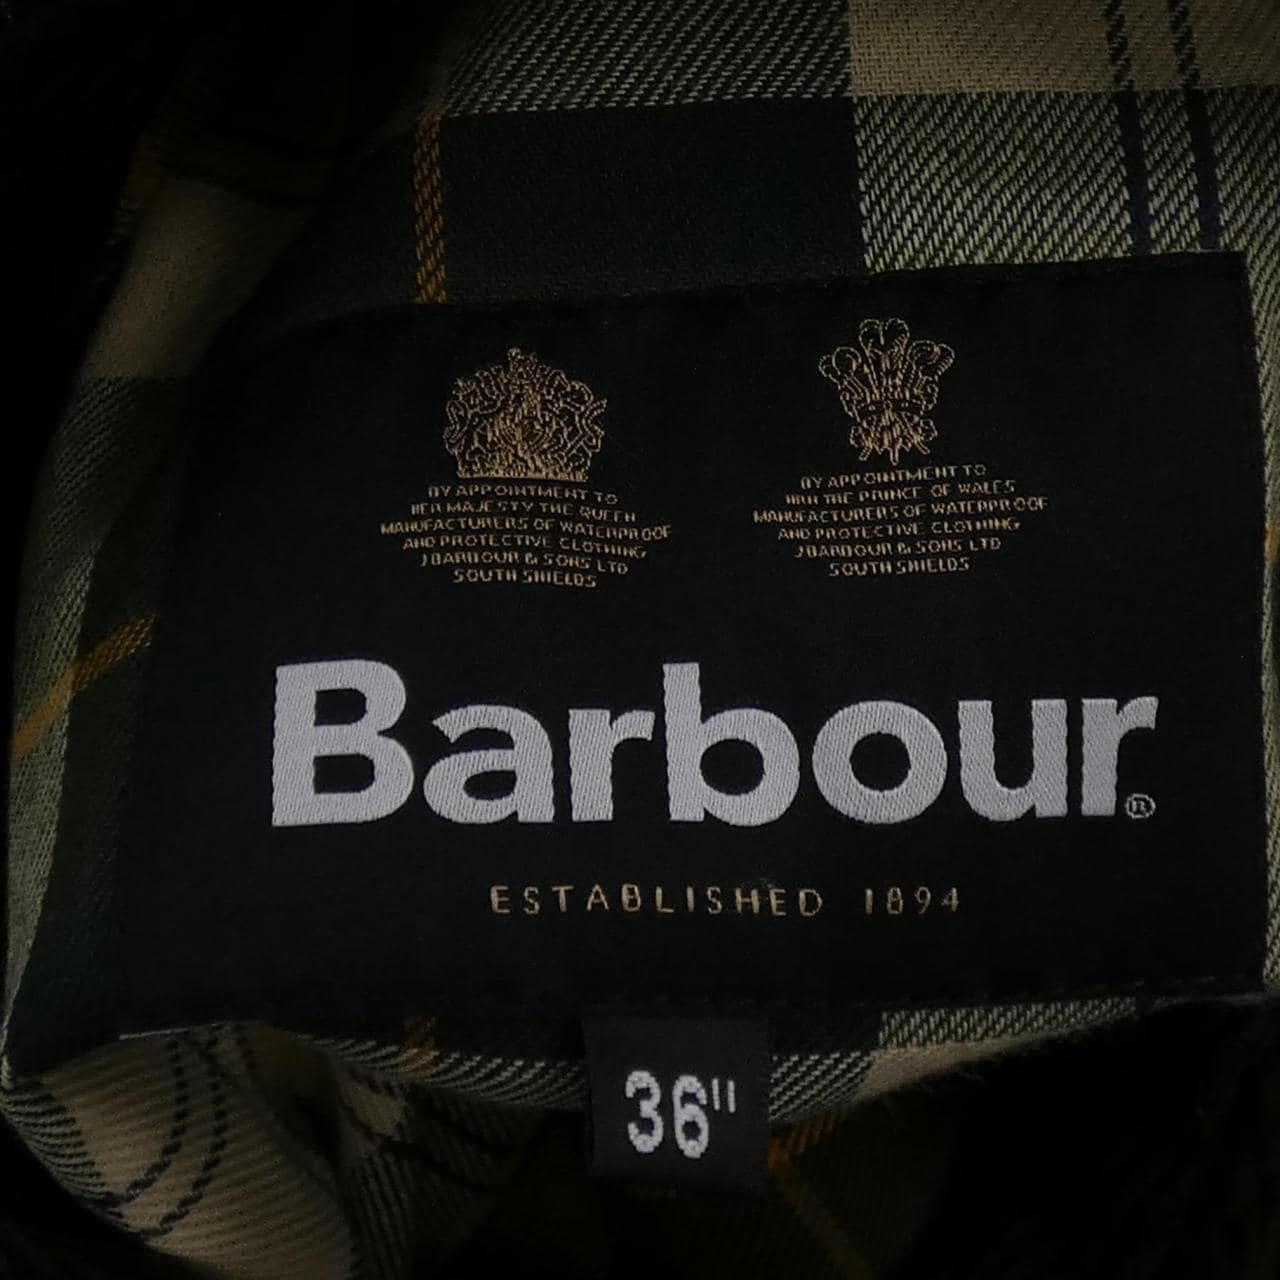 BY APPOINTMENT TO
HER MAJESTY THE QUEEN
MANUFACTURERS OF WATERPROOF
AND PROTECTIVE CLOTHING
J BARBOUR & SONS LTD
SOUTH SHIELDS
BY APPOINTMENT TO
HRH THE PRINCE OF WALES
MANUFACTURERS OF WATERPROOF
AND PROTECTIVE CLOTHING
J BARBOUR & SONS LTD
SOUTH SHIELDS
Barbour®
ESTABLISHED 1894
36"